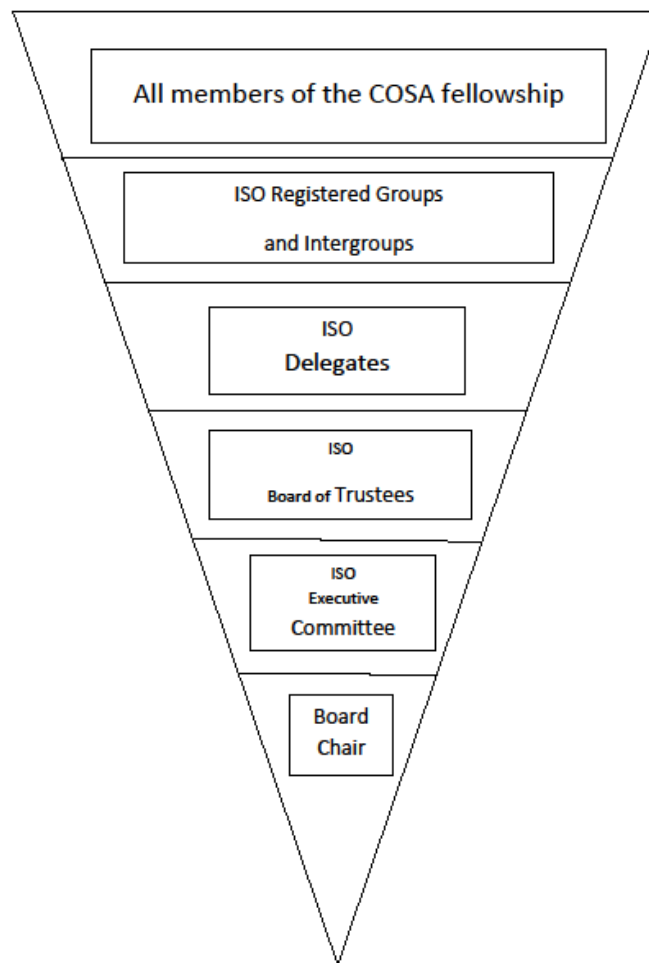 All members of the COSA fellowship
ISO Registered Groups
and Intergroups
ISO
Delegates
ISO
Board of Trustees
ISO
Executive
Committee
Board
Chair